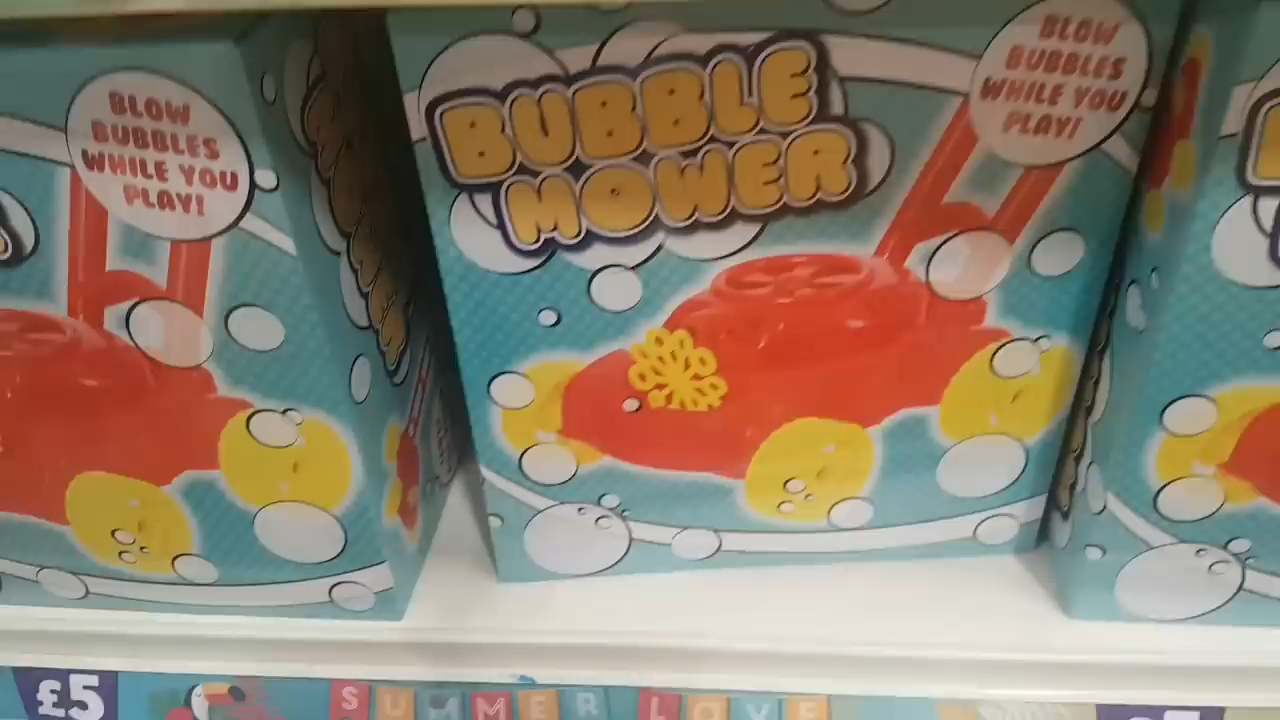 BLOW
BUBBLES
WHILE YOU
PLAY!
BUBBLE
MOWER
BLOW
BUBBLES
WHILE YOU
PLAY!
£5
SUMMER LOVE